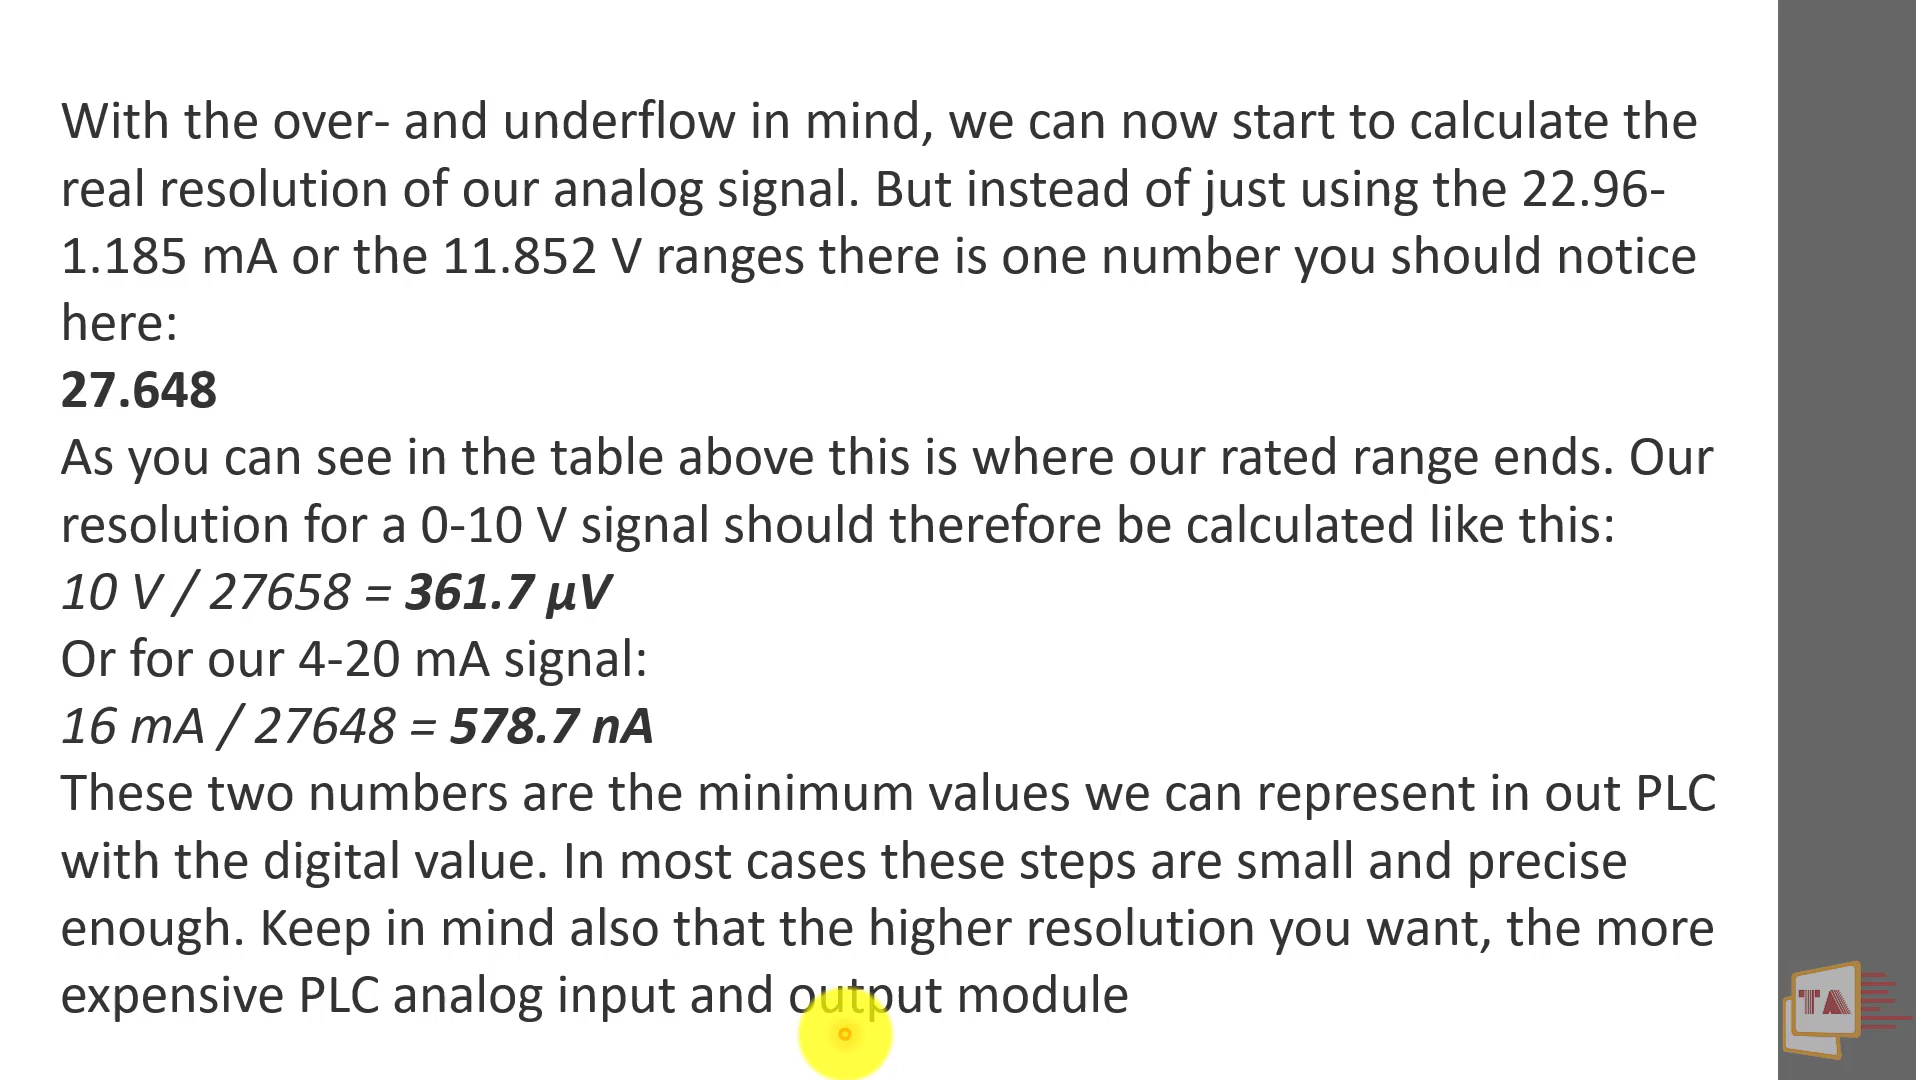 With the over- and underflow in mind, we can now start to calculate the
real resolution of our analog signal. But instead of just using the 22.96-
1.185 mA or the 11.852 V ranges there is one number you should notice
here:
27.648
As you can see in the table above this is where our rated range ends. Our
resolution for a 0-10 V signal should therefore be calculated like this:
10 V / 27658 = 361.7 μV
Or for our 4-20 mA signal:
16 mA / 27648 = 578.7 nA
These two numbers are the minimum values we can represent in out PLC
with the digital value. In most cases these steps are small and precise
enough. Keep in mind also that the higher resolution you want, the more
expensive PLC analog input and output module
TA